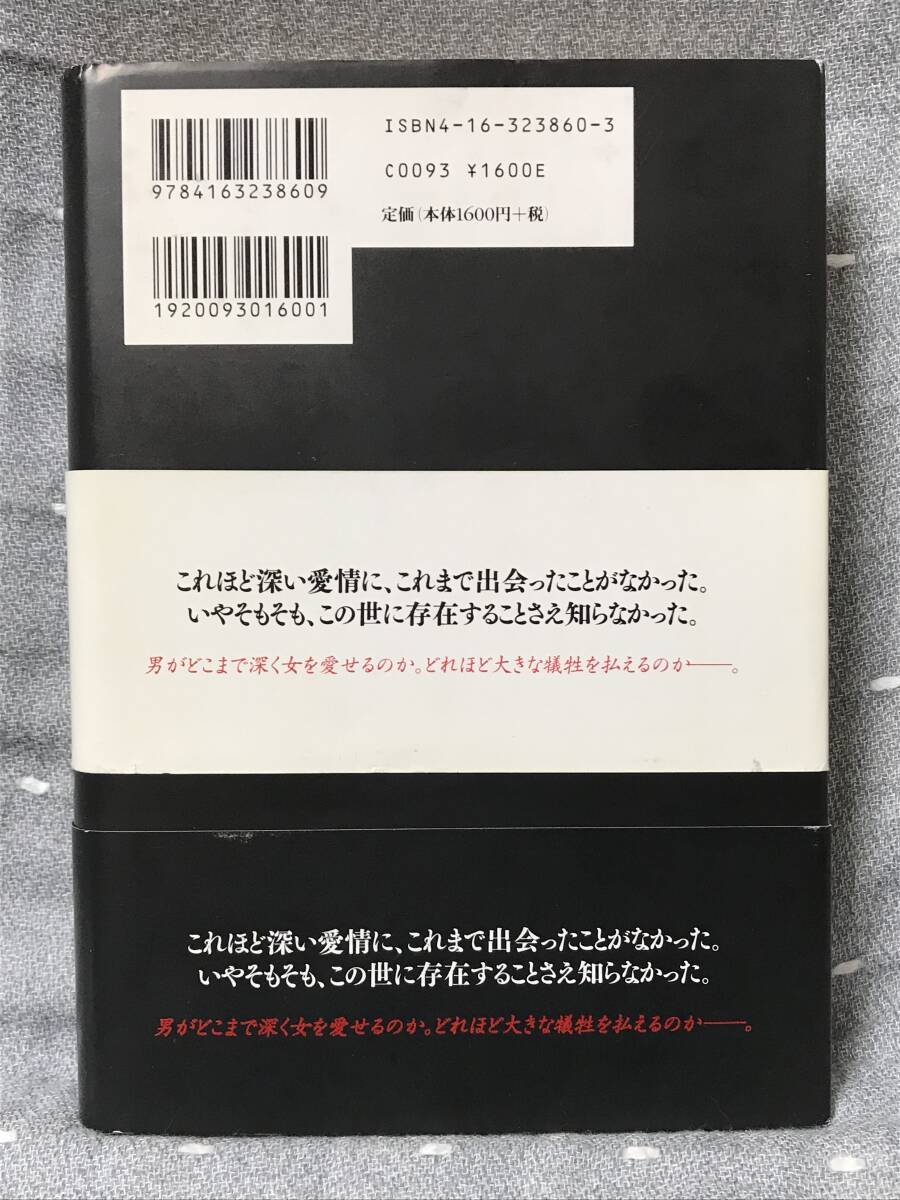 ISBN4-16-323860-3
9784163238609
C0093 ¥1600E
定価(本体1600円+税)
1920093016001
これほど深い愛情に、これまで出会ったことがなかった。
いやそもそも、この世に存在することさえ知らなかった。
男がどこまで深く女を愛せるのか。どれほど大きな犠牲を払えるのか――。
これほど深い愛情に、これまで出会ったことがなかった。
いやそもそも、この世に存在することさえ知らなかった。
男がどこまで深く女を愛せるのか。どれほど大きな犠牲を払えるのか――。